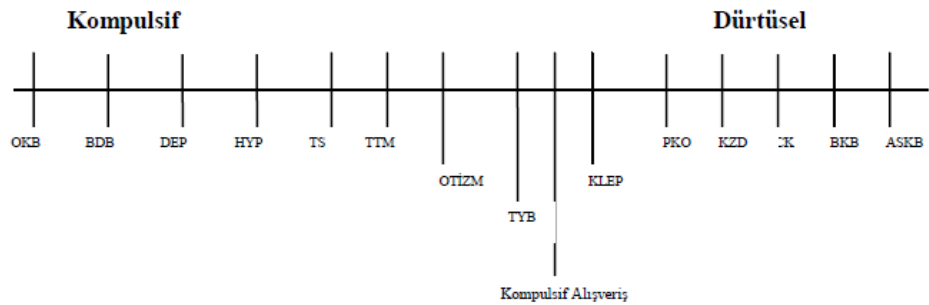 Kompulsif Dürtüsel
OKB BDB DEP HYP TS TTM PKO KZD BKB ASKB
OTİZM KLEP
TYB
Kompulsif Alışveriş